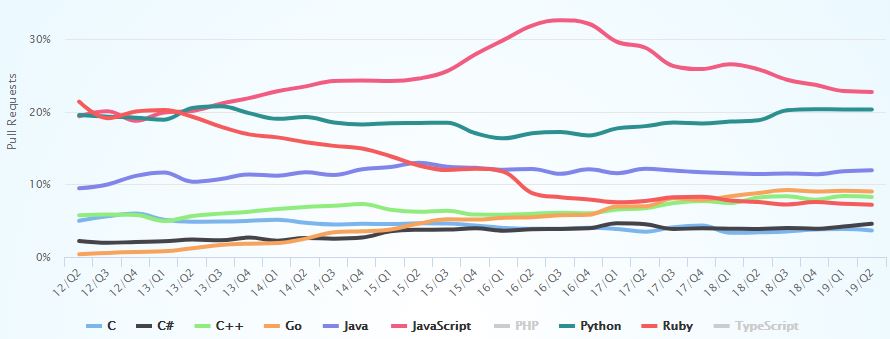 Pull Requests
30%
20%
10%
0%
12/Q2 12/Q3 12/Q4 13/Q1 13/Q2 13/Q3 13/Q4 14/Q1 14/Q2 14/Q3 14/Q4 15/Q1 15/Q2 15/Q3 15/Q4 16/Q1 16/Q2 16/Q3 16/Q4 17/Q1 17/Q2 17/Q3 17/Q4 18/Q1 18/Q2 18/Q3 18/Q4 19/Q1 19/Q2
C C# C++ Go Java JavaScript PHP Python Ruby TypeScript